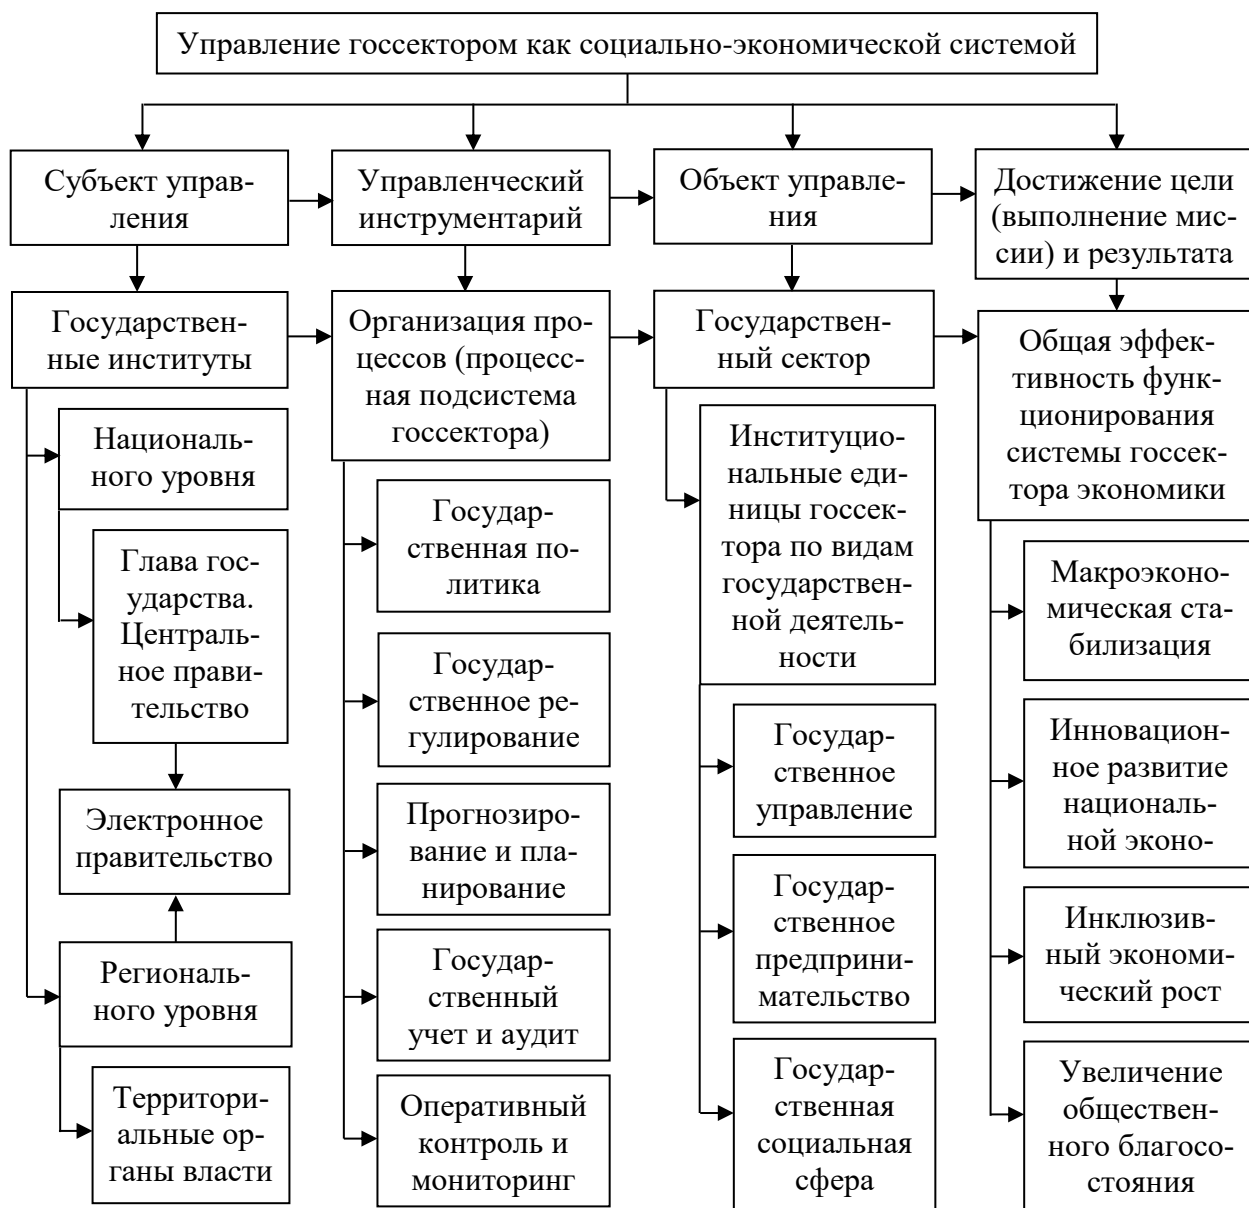 Управление госсектором как социально-экономической системой
Субъект управ-
ления
Управленческий
инструментарий
Объект управле-
ния
Достижение цели
(выполнение мис-
сии) и результата
Государствен-
ные институты
Национально-
ного уровня
Глава гос-
ударства.
Централь-
ное прави-
тельство
Электронное
правительство
Региональ-
ного уровня
Территори-
альные ор-
ганы власти
Организация про-
цессов (процесс-
ная подсистема
госсектора)
Государ-
ственная по-
литика
Государ-
ственное ре-
гулирование
Прогнозиро-
вание и пла-
нирование
Государ-
ственный
учет и аудит
Оперативный
контроль и
мониторинг
Государствен-
ный сектор
Институцио-
нальные еди-
ницы госсек-
тора по видам
государствен-
ной деятель-
ности
Государ-
ственное
управление
Государ-
ственное
предприни-
мательство
Государ-
ственная
социальная
сфера
Общая эффек-
тивность функ-
ционирования
системы госсек-
тора экономики
Макроэконо-
мическая ста-
билизация
Инновацион-
ное развитие
националь-
ной эконо-
Инклюзив-
ный экономи-
ческий рост
Увеличение
обществен-
ного благосо-
стояния